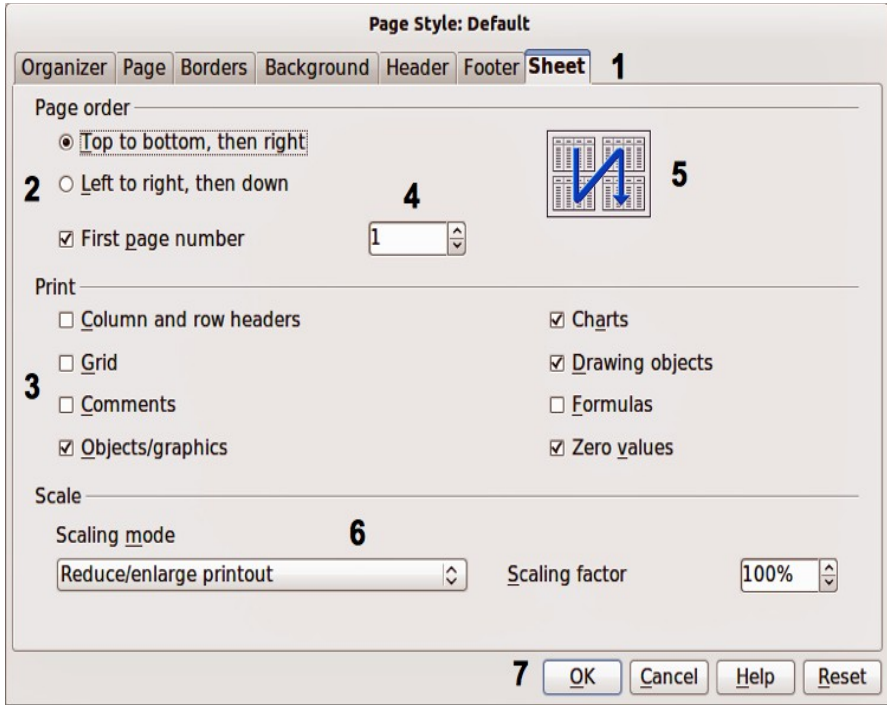 Page Style: Default
Organizer Page Borders Background Header Footer Sheet 1
Page order
Top to bottom, then right
2 Left to right, then down 4 5
First page number 1
Print
Column and row headers Charts
Grid Drawing objects
3
Comments Formulas
Objects/graphics Zero values
Scale
Scaling mode 6
Reduce/enlarge printout Scaling factor 100%
7 OK Cancel Help Reset